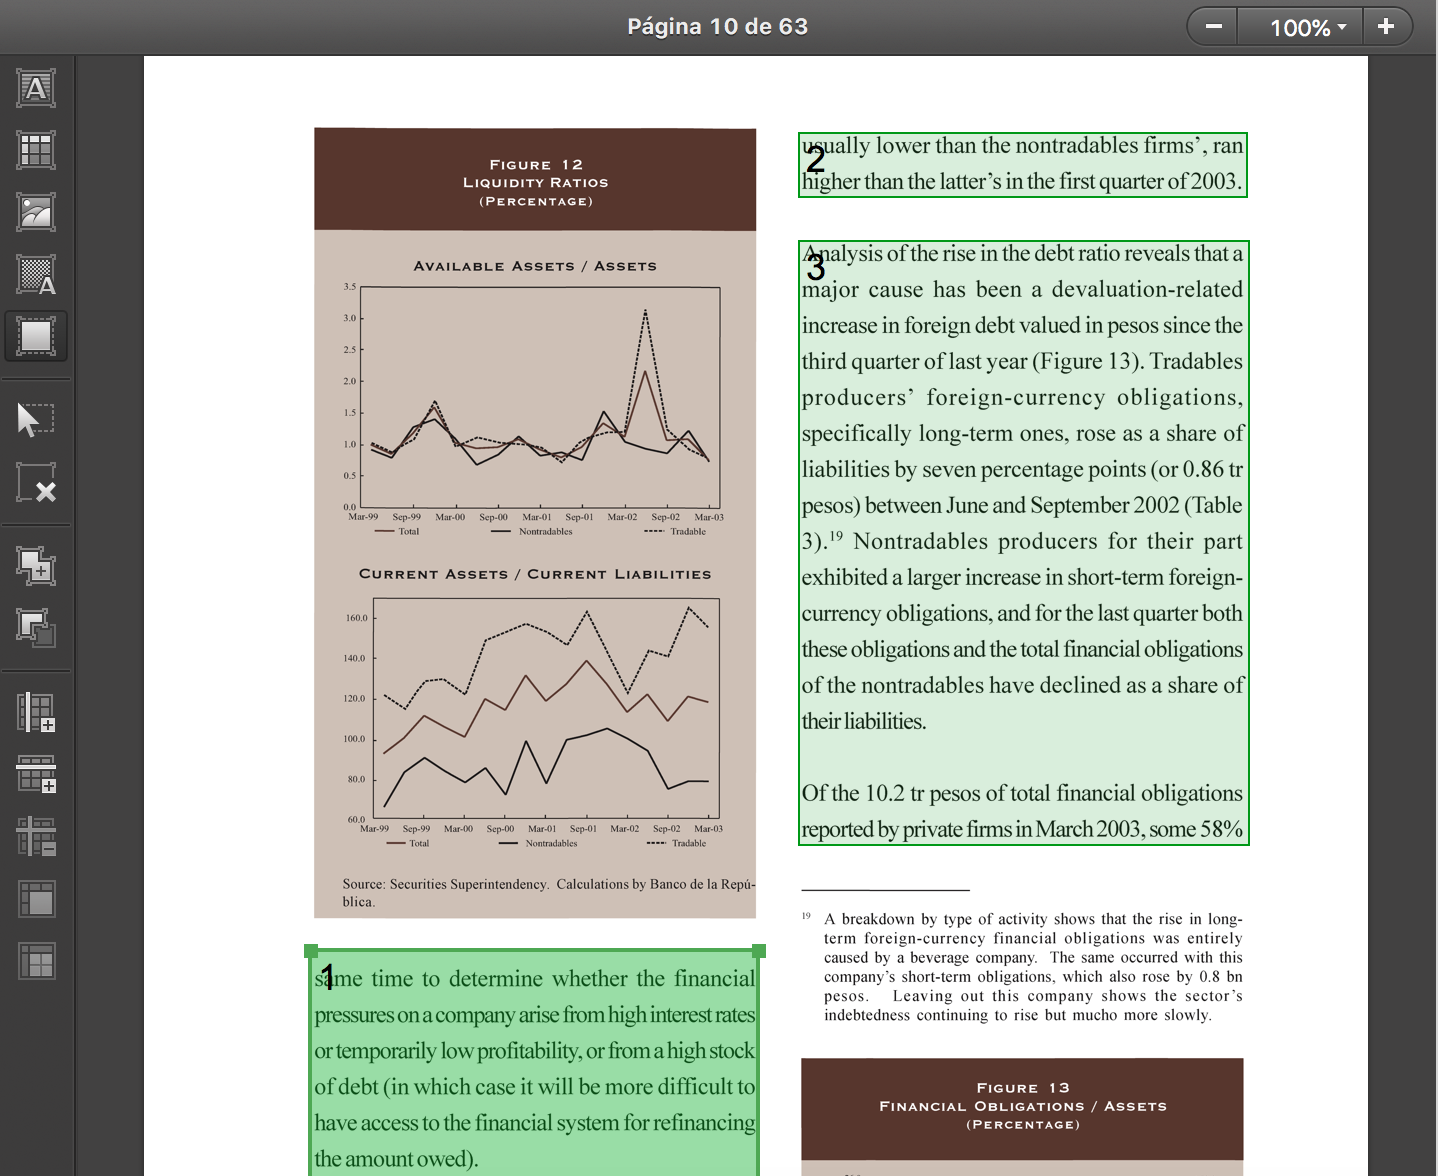 Página 10 de 63
100%
FIGURE 12
LIQUIDITY RATIOS
(PERCENTAGE)
AVAILABLE ASSETS / ASSETS
3.5
3.0
2.5
2.0
1.5
1.0
0.5
0.0
Mar-99 Sep-99 Mar-00 Sep-00 Mar-01 Sep-01 Mar-02 Sep-02 Mar-03
Total Nontradables Tradable
CURRENT ASSETS / CURRENT LIABILITIES
160.0
140.0
120.0
100.0
80.0
60.0
Mar-99 Sep-99 Mar-00 Sep-00 Mar-01 Sep-01 Mar-02 Sep-02 Mar-03
Total Nontradables Tradable
Source: Securities Superintendency. Calculations by Banco de la Repú-
blica.
1
same time to determine whether the financial
pressures on a company arise from high interest rates
or temporarily low profitability, or from a high stock
of debt (in which case it will be more difficult to
have access to the financial system for refinancing
the amount owed).
2
usually lower than the nontradables firms', ran
higher than the latter's in the first quarter of 2003.
3
Analysis of the rise in the debt ratio reveals that a
major cause has been a devaluation-related
increase in foreign debt valued in pesos since the
third quarter of last year (Figure 13). Tradables
producers' foreign-currency obligations,
specifically long-term ones, rose as a share of
liabilities by seven percentage points (or 0.86 tr
pesos) between June and September 2002 (Table
3).19 Nontradables producers for their part
exhibited a larger increase in short-term foreign-
currency obligations, and for the last quarter both
these obligations and the total financial obligations
of the nontradables have declined as a share of
their liabilities.
Of the 10.2 tr pesos of total financial obligations
reported by private firms in March 2003, some 58%
19 A breakdown by type of activity shows that the rise in long-
term foreign-currency financial obligations was entirely
caused by a beverage company. The same occurred with this
company's short-term obligations, which also rose by 0.8 bn
pesos. Leaving out this company shows the sector's
indebtedness continuing to rise but mucho more slowly.
FIGURE 13
FINANCIAL OBLIGATIONS / ASSETS
(PERCENTAGE)